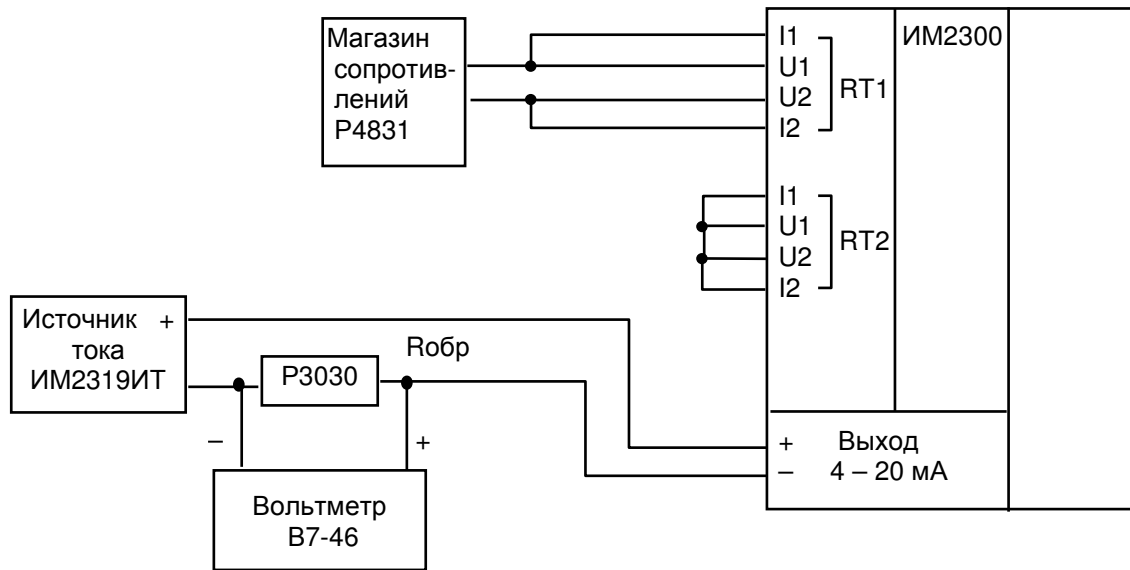 Магазин
сопротив-
лений
Р4831
I1
U1
U2
I2
RT1
ИМ2300
I1
U1
U2
I2
RT2
Источник +
тока
ИМ2319ИТ
Rобр
Р3030
–
+
Вольтметр
В7-46
+ Выход
– 4 – 20 мА